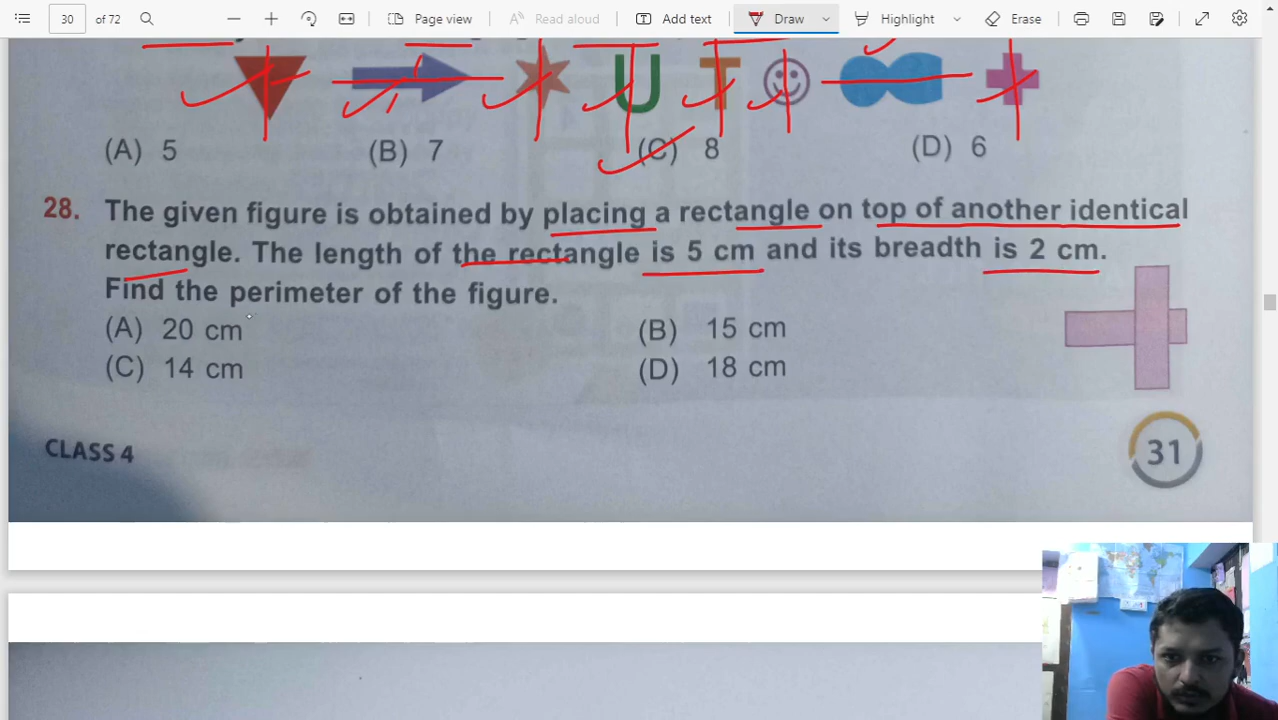 30 of 72 Page view Read aloud Add text Draw Highlight Erase
U T
(A) 5 (B) 7 (C) 8 (D) 6
28. The given figure is obtained by placing a rectangle on top of another identical
rectangle. The length of the rectangle is 5 cm and its breadth is 2 cm.
Find the perimeter of the figure.
(A) 20 cm (B) 15 cm
(C) 14 cm (D) 18 cm
CLASS 4
31